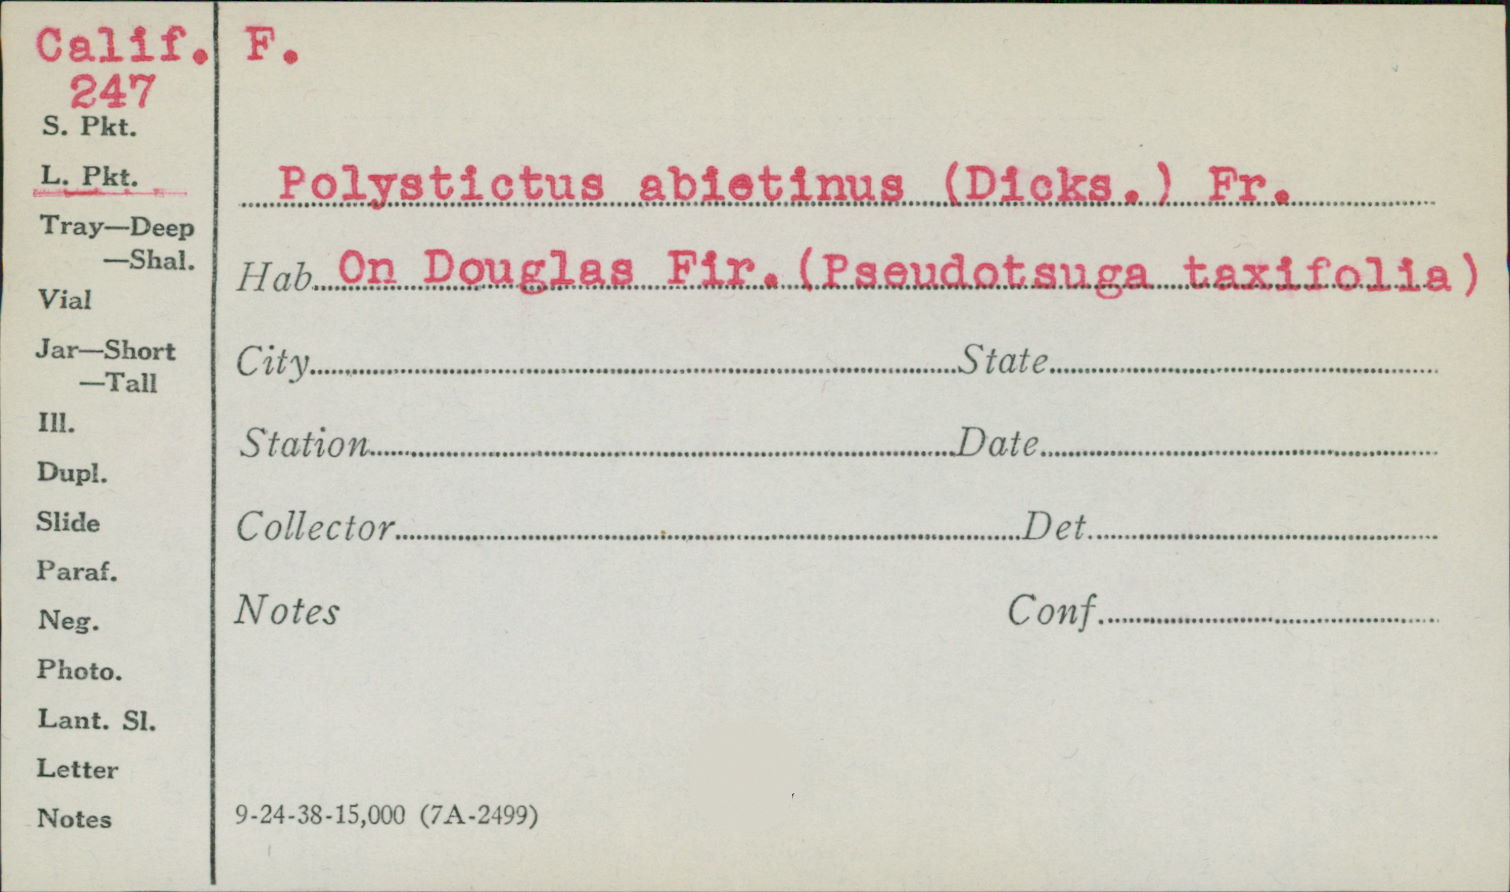 Calif. F.
247
S. Pkt.
L. Pkt.
Polystictus abietinus (Dicks.) Fr.
Tray—Deep
—Shal.
Hab. On Douglas Fir. (Pseudotsuga taxifolia)
Vial
Jar—Short
—Tall
City State
Ill.
Station Date
Dupl.
Slide
Collector Det.
Paraf.
Neg.
Notes Conf.
Photo.
Lant. Sl.
Letter
Notes
9-24-38-15,000 (7A-2499)